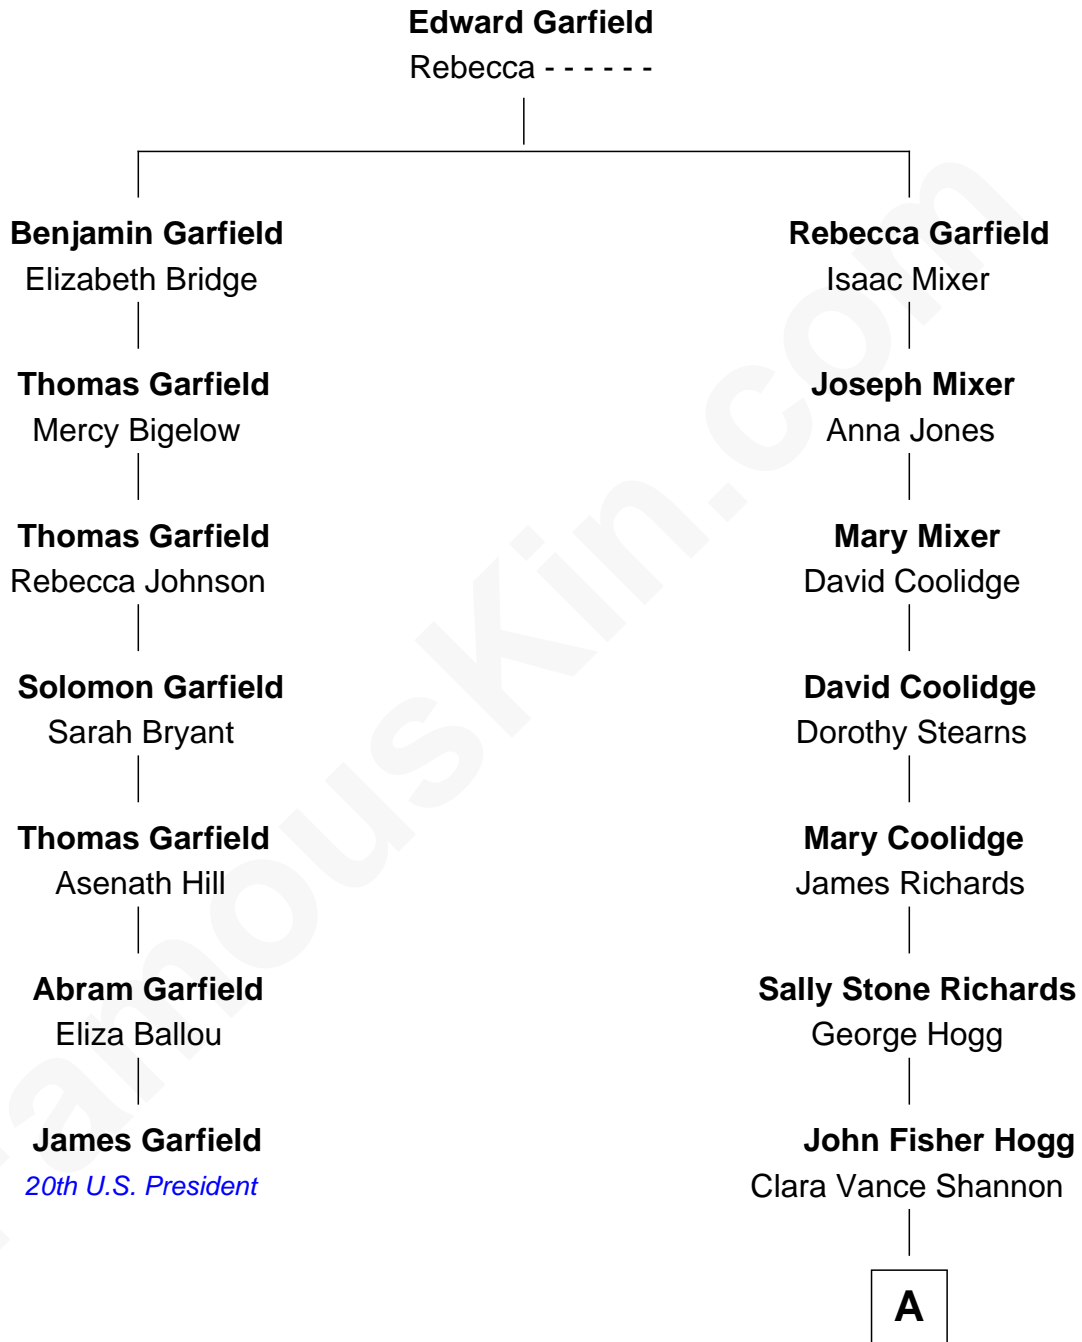 Edward Garfield
Rebecca - - - - - -
Benjamin Garfield
Elizabeth Bridge
Thomas Garfield
Mercy Bigelow
Thomas Garfield
Rebecca Johnson
Solomon Garfield
Sarah Bryant
Thomas Garfield
Asenath Hill
Abram Garfield
Eliza Ballou
James Garfield
20th U.S. President
Rebecca Garfield
Isaac Mixer
Joseph Mixer
Anna Jones
Mary Mixer
David Coolidge
David Coolidge
Dorothy Stearns
Mary Coolidge
James Richards
Sally Stone Richards
George Hogg
John Fisher Hogg
Clara Vance Shannon
A
FamousKin.com